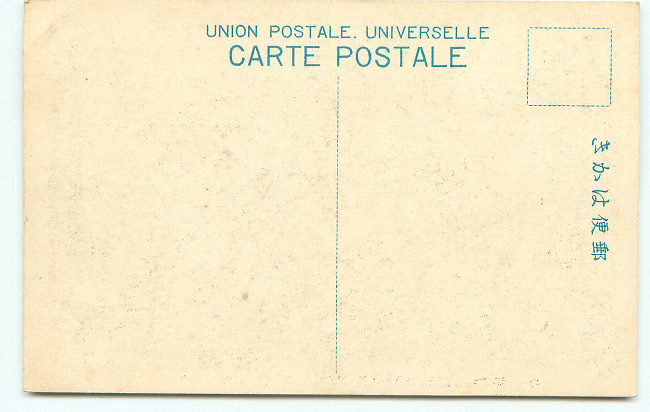 UNION POSTALE. UNIVERSELLE
CARTE POSTALE
きかは便郵